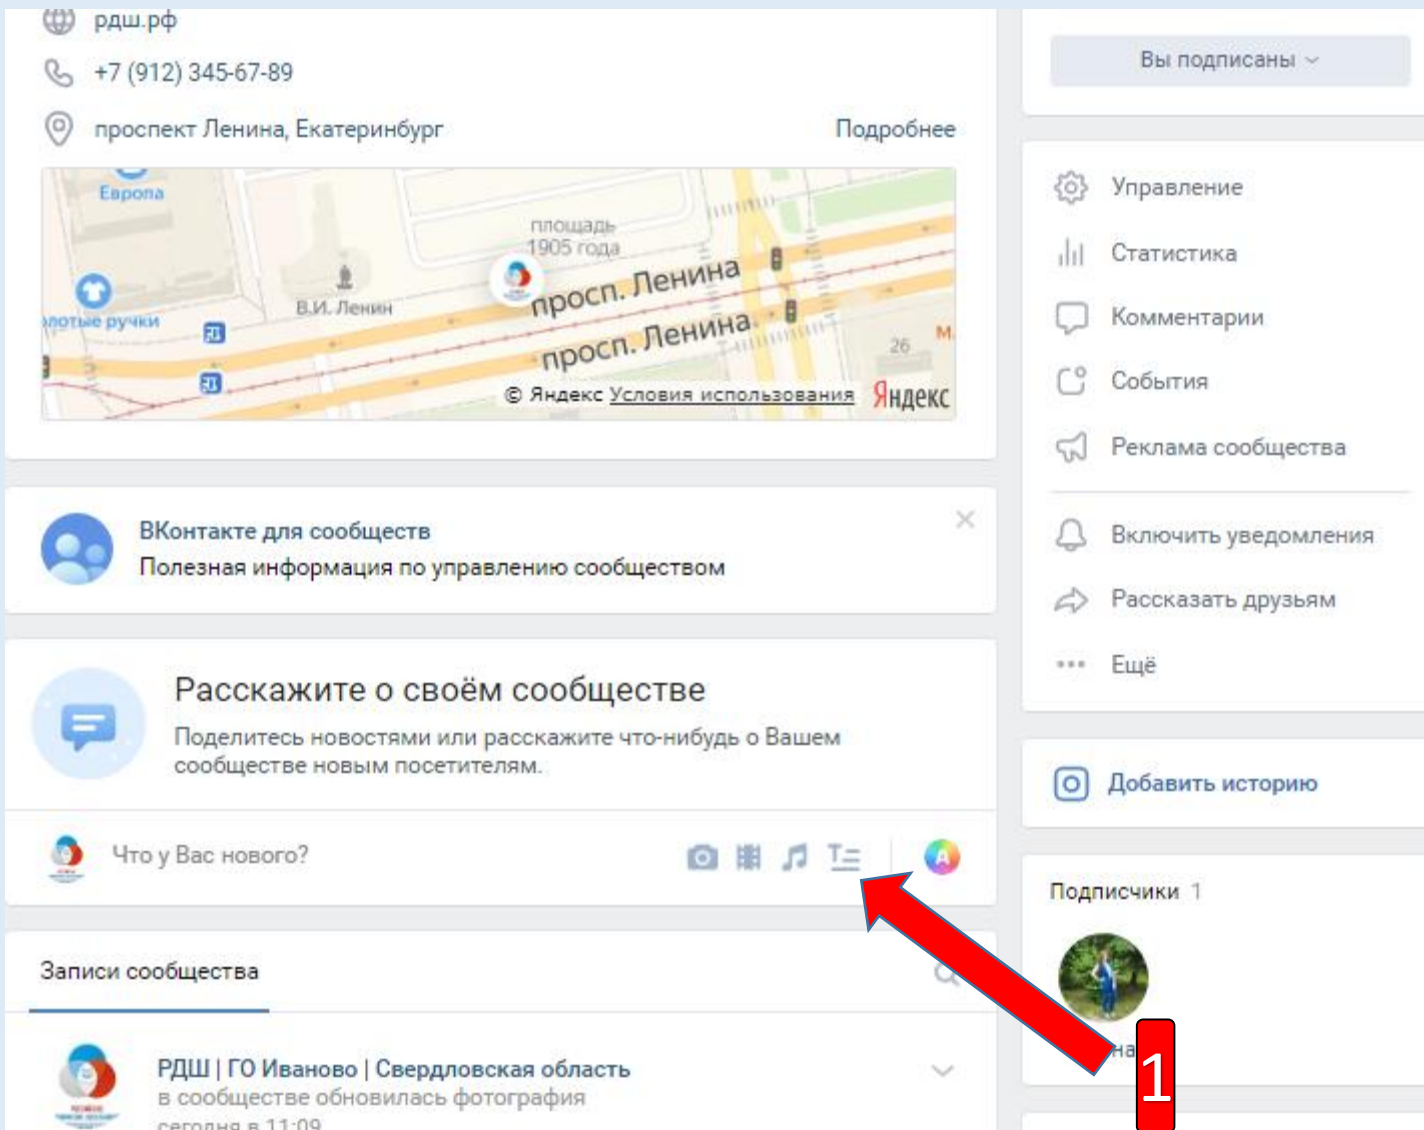 рдш.рф
+7 (912) 345-67-89
проспект Ленина, Екатеринбург
Подробнее
Европа
площадь
1905 года
В.И. Ленин
просп. Ленина
просп. Ленина
ручки
26
М
© Яндекс Условия использования
Яндекс
ВКонтакте для сообществ
Полезная информация по управлению сообществом
Расскажите о своём сообществе
Поделитесь новостями или расскажите что-нибудь о Вашем
сообществе новым посетителям.
Что у Вас нового?
Записи сообщества
РДШ | ГО Иваново | Свердловская область
в сообществе обновилась фотография
сегодня в 11:09
Вы подписаны
Управление
Статистика
Комментарии
События
Реклама сообщества
Включить уведомления
Рассказать друзьям
Ещё
Добавить историю
Подписчики 1
1